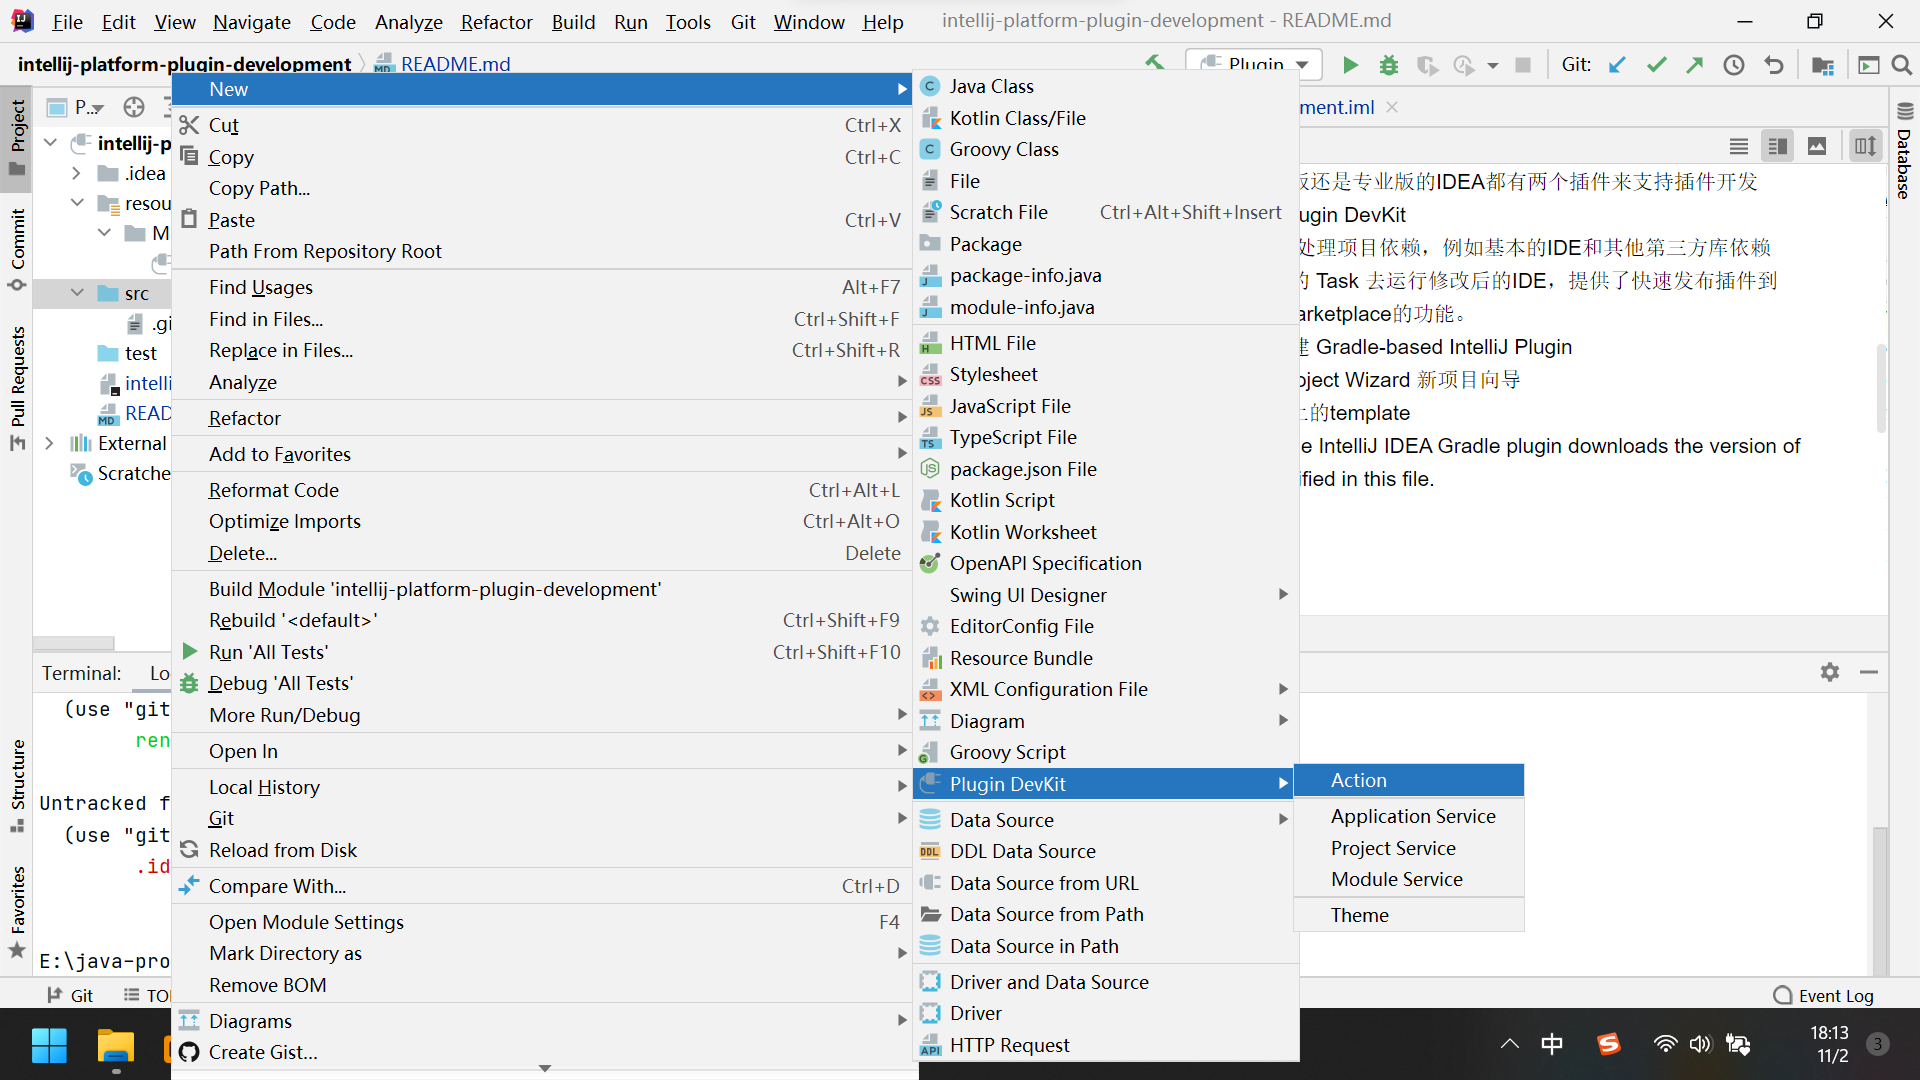 File Edit View Navigate Code Analyze Refactor Build Run Tools Git Window Help intellij-platform-plugin-development - README.md
intellij-platform-plugin-development README.md Plugin Git:
Project
Commit
Pull Requests
Structure
Favorites
P...
intellij-p
.idea
resou
M
src
.gi
test
intelli
READ
External
Scratche
New
Cut Ctrl+X
Copy Ctrl+C
Copy Path...
Paste Ctrl+V
Path From Repository Root
Find Usages Alt+F7
Find in Files... Ctrl+Shift+F
Replace in Files... Ctrl+Shift+R
Analyze
Refactor
Add to Favorites
Reformat Code Ctrl+Alt+L
Optimize Imports Ctrl+Alt+O
Delete... Delete
Build Module 'intellij-platform-plugin-development'
Rebuild '<default>' Ctrl+Shift+F9
Run 'All Tests' Ctrl+Shift+F10
Debug 'All Tests'
More Run/Debug
Open In
Local History
Git
Reload from Disk
Compare With... Ctrl+D
Open Module Settings F4
Mark Directory as
Remove BOM
Diagrams
Create Gist...
Java Class
Kotlin Class/File
Groovy Class
File
Scratch File Ctrl+Alt+Shift+Insert
Package
package-info.java
module-info.java
HTML File
Stylesheet
JavaScript File
TypeScript File
package.json File
Kotlin Script
Kotlin Worksheet
OpenAPI Specification
Swing UI Designer
EditorConfig File
Resource Bundle
XML Configuration File
Diagram
Groovy Script
Plugin DevKit
Data Source
DDL Data Source
Data Source from URL
Data Source from Path
Data Source in Path
Driver and Data Source
Driver
HTTP Request
Action
Application Service
Project Service
Module Service
Theme
ment.iml
Database
还是专业版的IDEA都有两个插件来支持插件开发
ugin DevKit
处理项目依赖，例如基本的IDE和其他第三方库依赖
的 Task 去运行修改后的IDE，提供了快速发布插件到
arketplace的功能。
建 Gradle-based IntelliJ Plugin
oject Wizard 新项目向导
上的template
e IntelliJ IDEA Gradle plugin downloads the version of
ified in this file.
Terminal: Lo
(use "git
ren
Untracked f
(use "git
.id
E:\java-pro
Git TO
Event Log
中
18:13
11/2
3